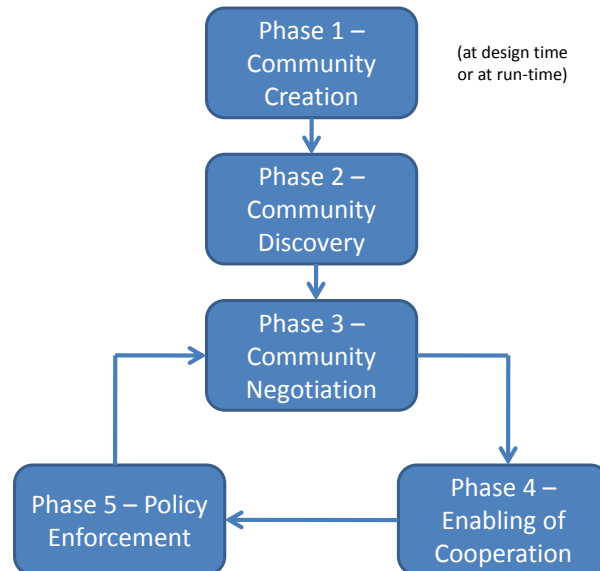 Phase 1 –
Community
Creation
(at design time
or at run-time)
Phase 2 –
Community
Discovery
Phase 3 –
Community
Negotiation
Phase 5 – Policy
Enforcement
Phase 4 –
Enabling of
Cooperation